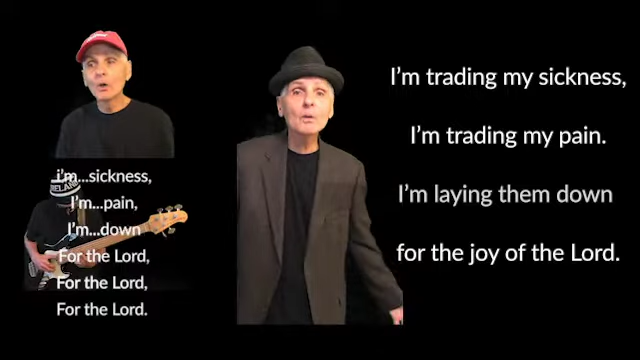 i'm...sickness,
I'm...pain,
I'm...down
For the Lord,
For the Lord,
For the Lord.
I'm trading my sickness,
I'm trading my pain.
I'm laying them down
for the joy of the Lord.